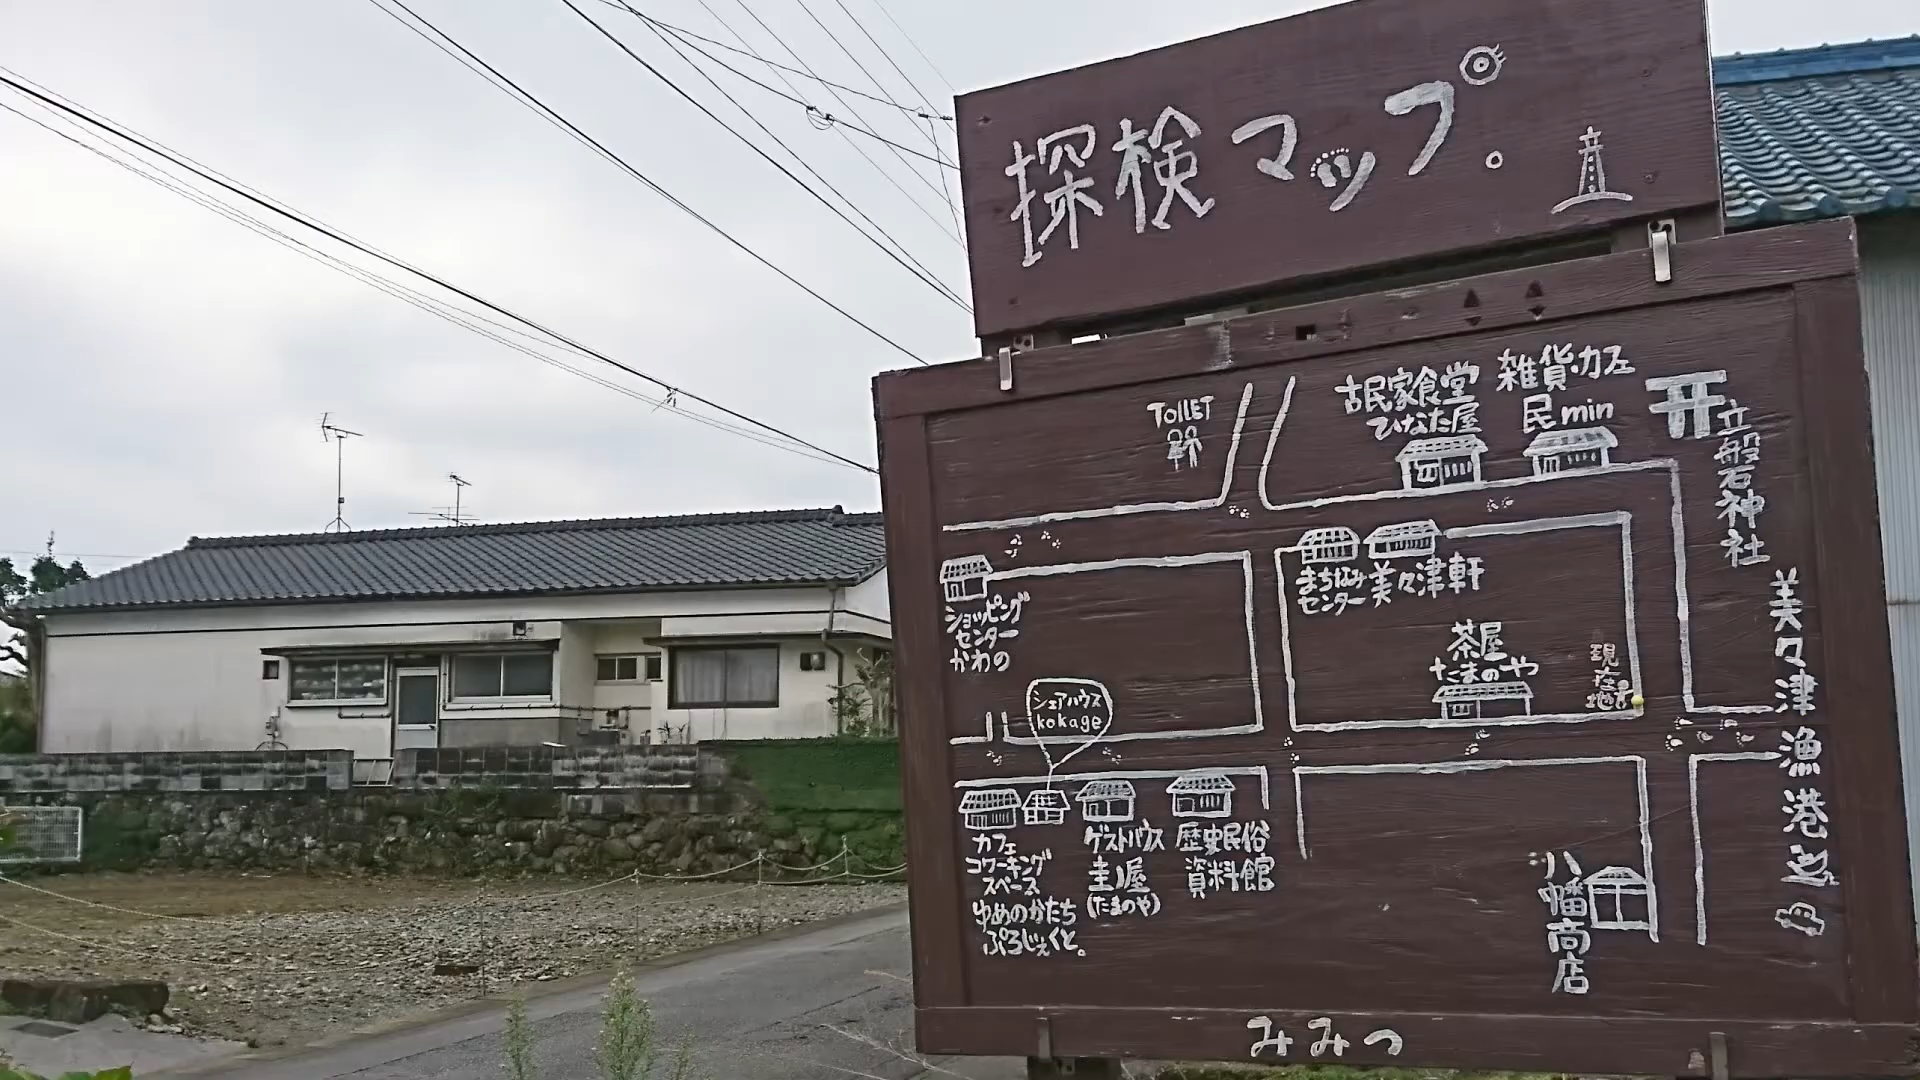 探検マップ。
TOILET
古民家食堂
ひなた屋
雑貨・カフェ
民min
立磐神社
ショッピング
センター
かわの
まちなみ
センター
美々津軒
茶屋
たまのや
現在地
美々津漁港
シェアハウス
kokage
カフェ
コワーキング
スペース
ゆめのかたち
ぷろじぇくと。
ゲストハウス
(たまのや)
歴史民俗
資料館
八幡商店
みみつ